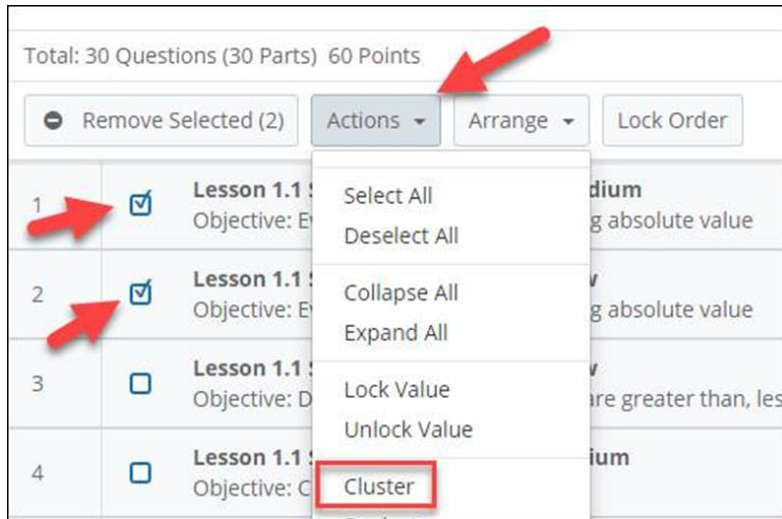 Total: 30 Questions (30 Parts) 60 Points
Remove Selected (2) Actions Arrange Lock Order
1 Lesson 1.1 dium
Objective: g absolute value
2 Lesson 1.1
Objective: g absolute value
3 Lesson 1.1
Objective: are greater than, les
4 Lesson 1.1 ium
Objective:
Select All
Deselect All
Collapse All
Expand All
Lock Value
Unlock Value
Cluster